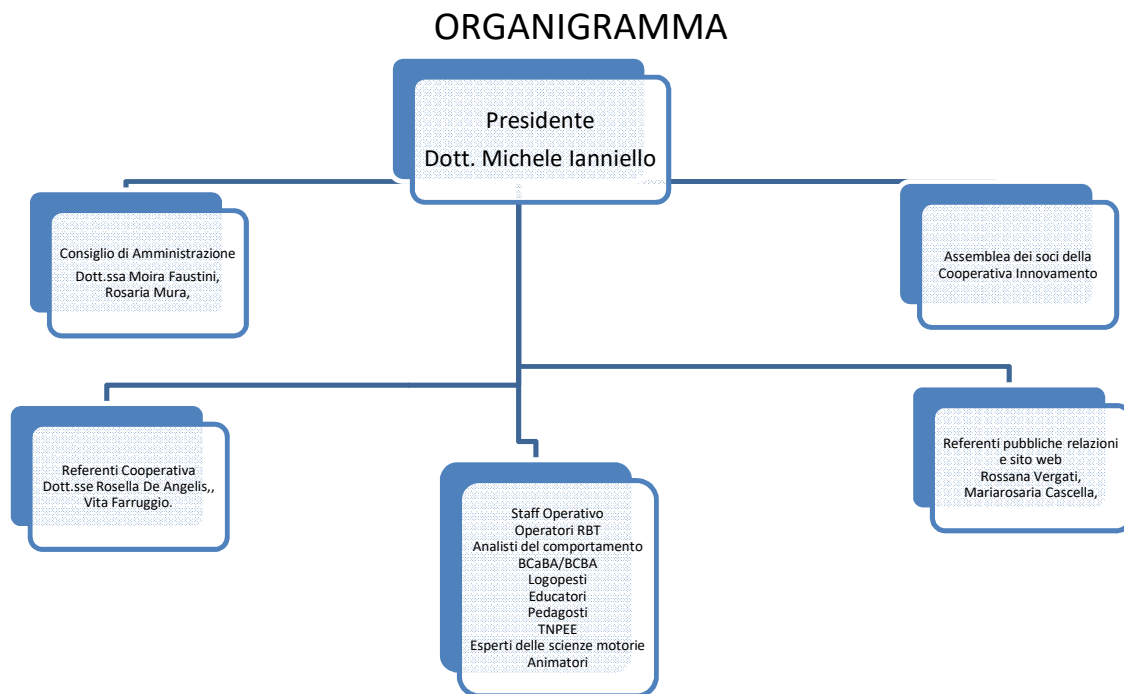 ORGANIGRAMMA
Presidente
Dott. Michele Ianniello
Consiglio di Amministrazione
Dott.ssa Moira Faustini,
Rosaria Mura,
Assemblea dei soci della
Cooperativa Innovamento
Referenti Cooperativa
Dott.sse Rosella De Angelis,,
Vita Farruggio.
Staff Operativo
Operatori RBT
Analisti del comportamento
BCaBA/BCBA
Logopesti
Educatori
Pedagosti
TNPEE
Esperti delle scienze motorie
Animatori
Referenti pubbliche relazioni
e sito web
Rossana Vergati,
Mariarosaria Cascella,